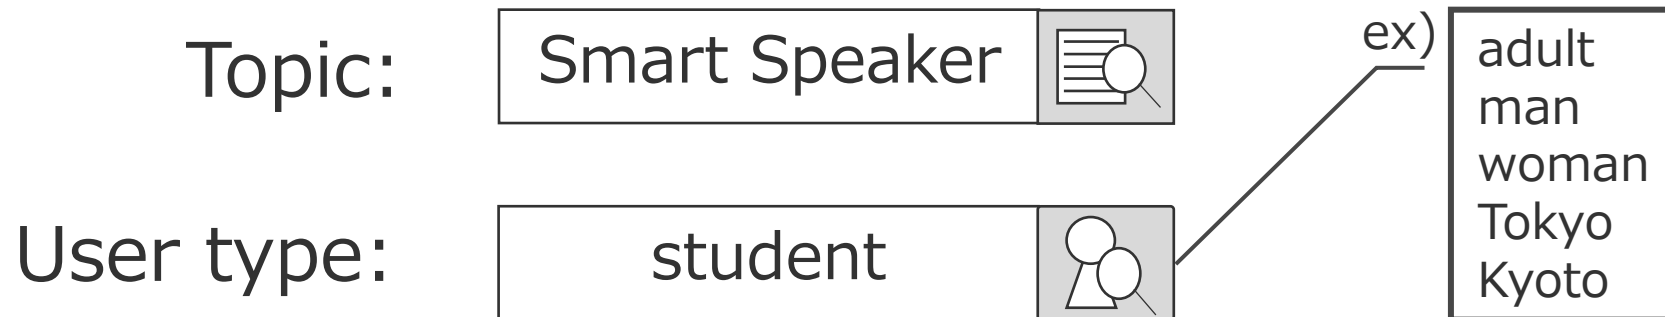 Topic:
Smart Speaker
ex)
adult
man
woman
Tokyo
Kyoto
User type:
student